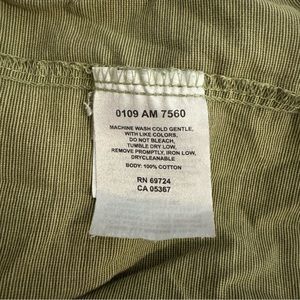 0109 AM 7560
MACHINE WASH COLD GENTLE,
WITH LIKE COLORS,
DO NOT BLEACH,
TUMBLE DRY LOW,
REMOVE PROMPTLY, IRON LOW,
DRYCLEANABLE
BODY: 100% COTTON
RN 69724
CA 05367